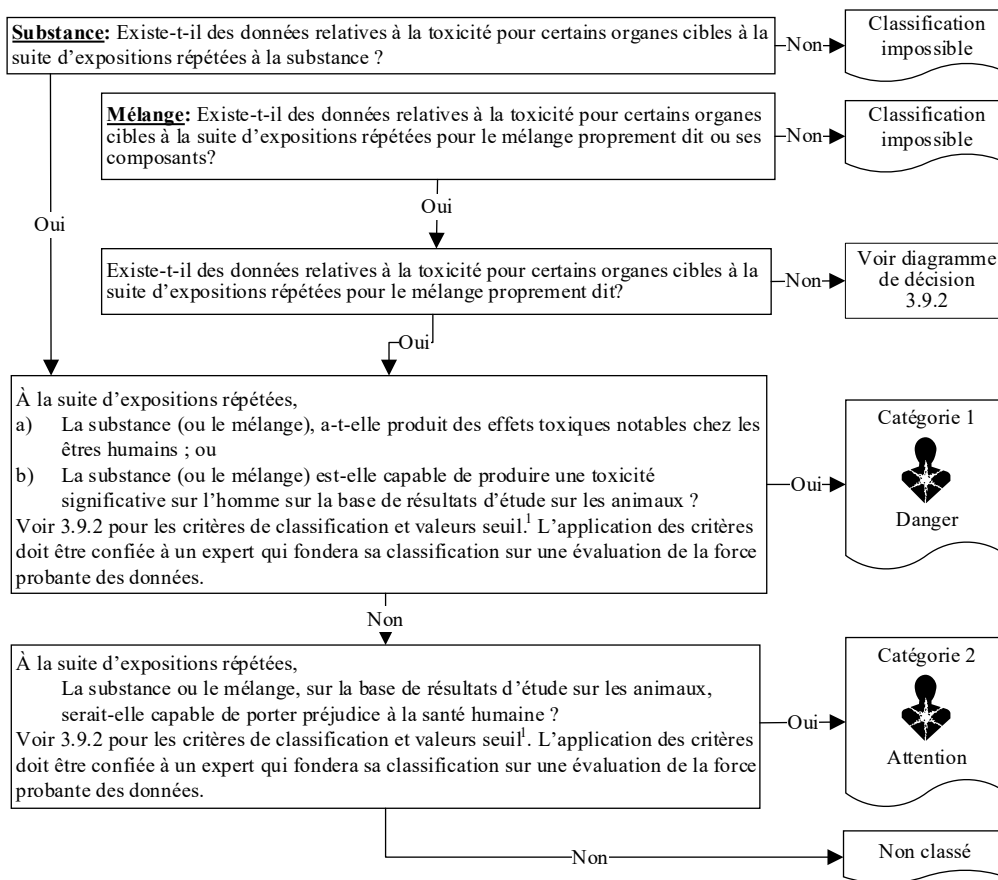 Substance: Existe-t-il des données relatives à la toxicité pour certains organes cibles à la
suite d’expositions répétées à la substance ?
Non
Classification
impossible
Mélange: Existe-t-il des données relatives à la toxicité pour certains organes
cibles à la suite d’expositions répétées pour le mélange proprement dit ou ses
composants?
Non
Classification
impossible
Oui
Oui
Existe-t-il des données relatives à la toxicité pour certains organes cibles à la
suite d’expositions répétées pour le mélange proprement dit?
Non
Voir diagramme
de décision
3.9.2
Oui
À la suite d’expositions répétées,
a) La substance (ou le mélange), a-t-elle produit des effets toxiques notables chez les
êtres humains ; ou
b) La substance (ou le mélange) est-elle capable de produire une toxicité
significative sur l’homme sur la base de résultats d’étude sur les animaux ?
Voir 3.9.2 pour les critères de classification et valeurs seuil.1 L’application des critères
doit être confiée à un expert qui fondera sa classification sur une évaluation de la force
probante des données.
Oui
Catégorie 1
Danger
Non
À la suite d’expositions répétées,
La substance ou le mélange, sur la base de résultats d’étude sur les animaux,
serait-elle capable de porter préjudice à la santé humaine ?
Voir 3.9.2 pour les critères de classification et valeurs seuil1. L’application des critères
doit être confiée à un expert qui fondera sa classification sur une évaluation de la force
probante des données.
Oui
Catégorie 2
Attention
Non
Non classé